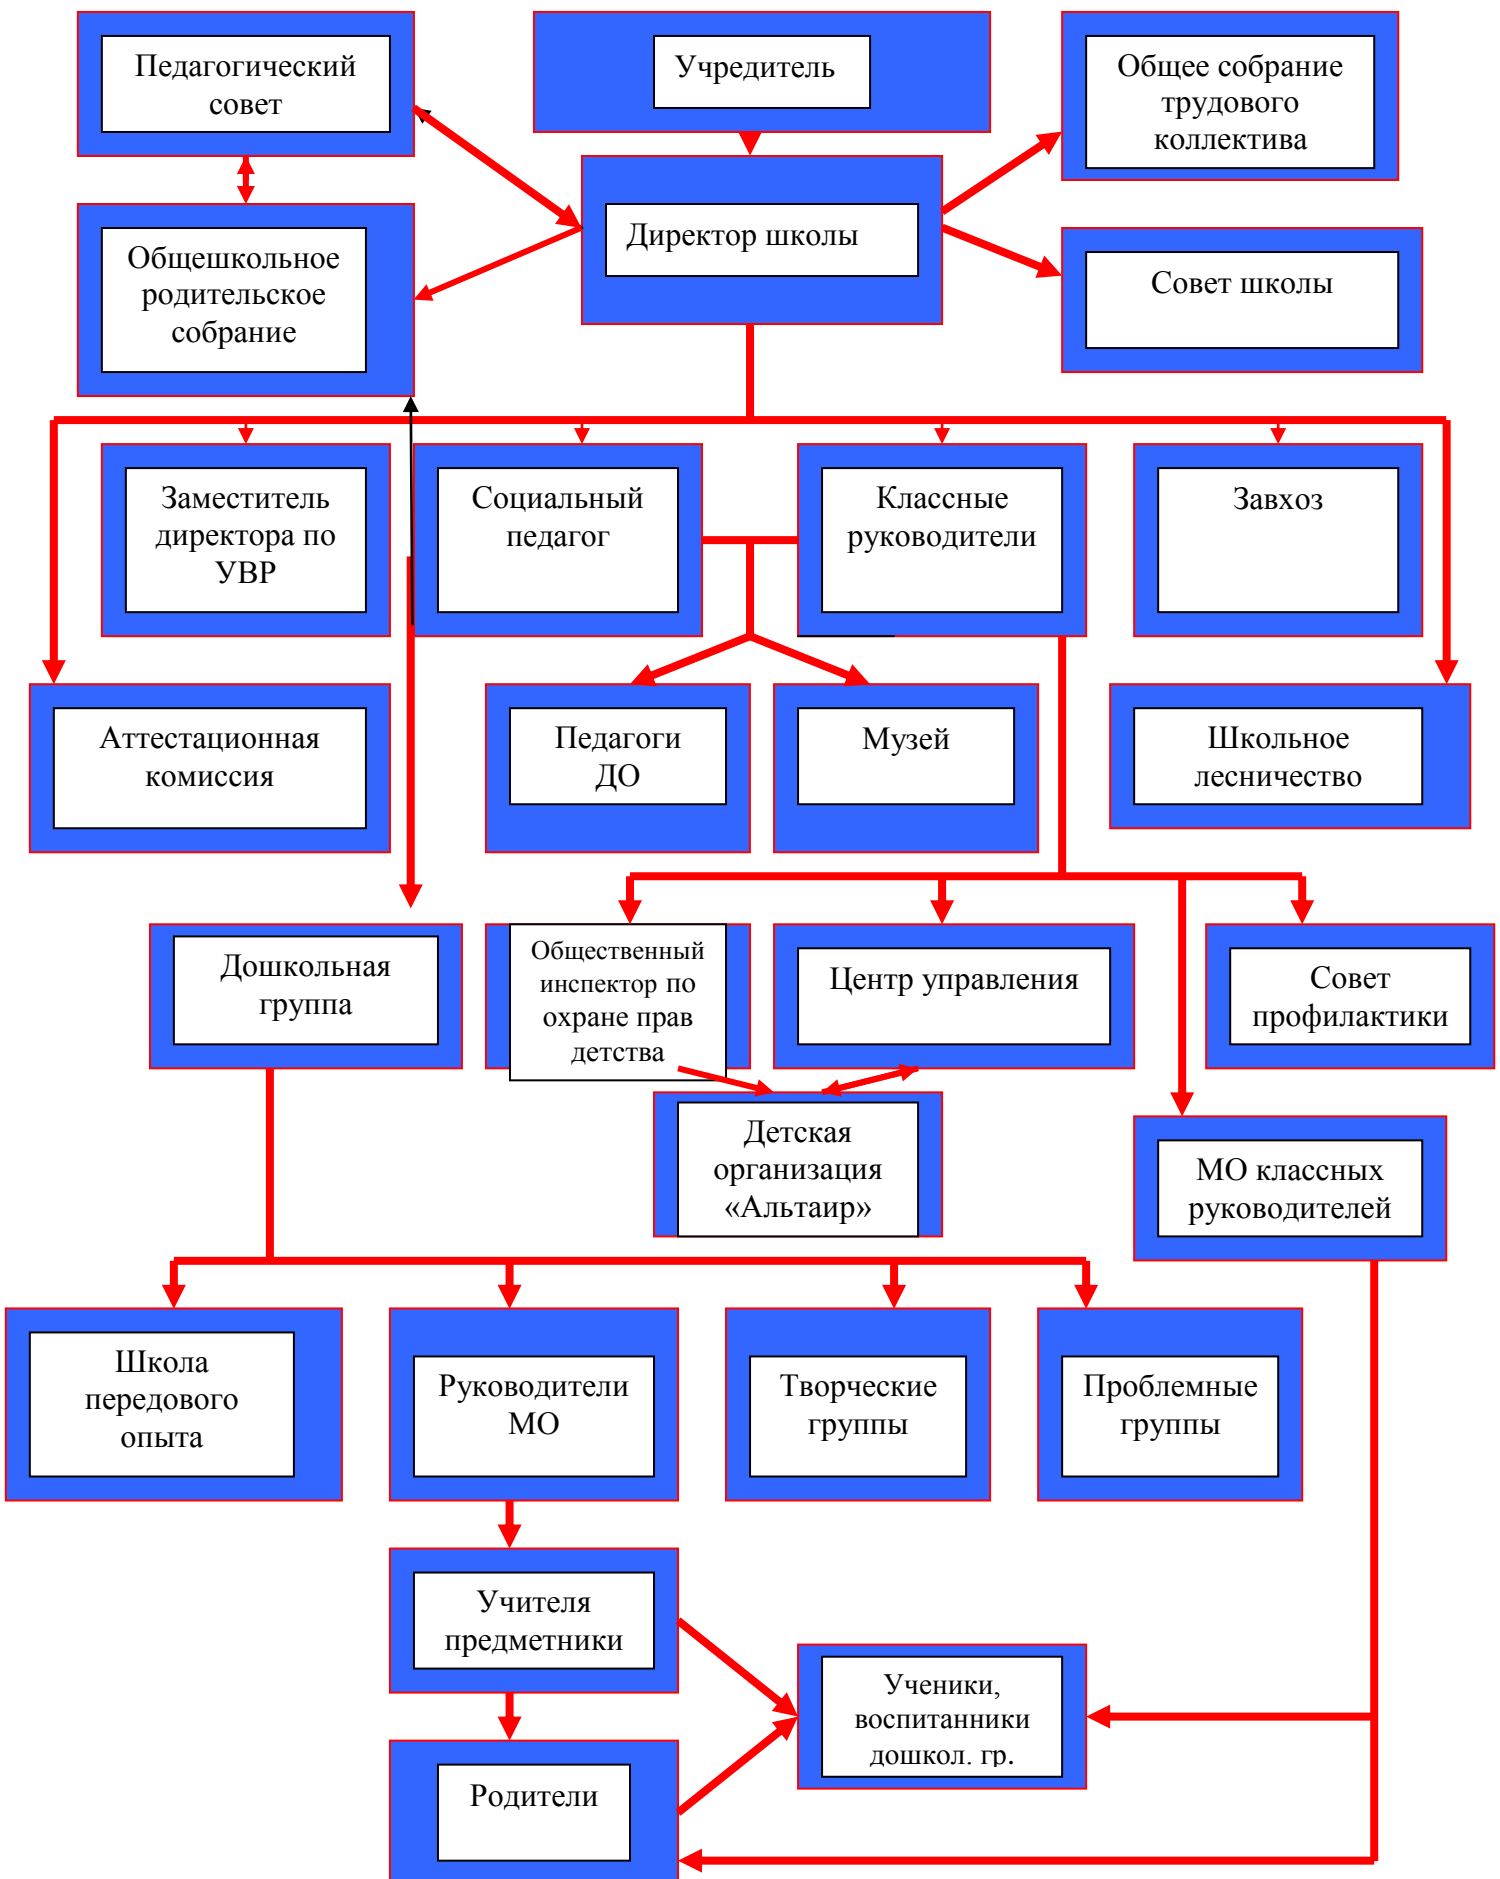 Педагогический
совет
Учредитель
Общее собрание
трудового
коллектива
Общешкольное
родительское
собрание
Директор школы
Совет школы
Заместитель
директора по
УВР
Социальный
педагог
Классные
руководители
Завхоз
Аттестационная
комиссия
Педагоги
ДО
Музей
Школьное
лесничество
Дошкольная
группа
Общественный
инспектор по
охране прав
детства
Центр управления
Совет
профилактики
Детская
организация
«Альтаир»
МО классных
руководителей
Школа
передового
опыта
Руководители
МО
Творческие
группы
Проблемные
группы
Учителя
предметники
Ученики,
воспитанники
дошкол. гр.
Родители